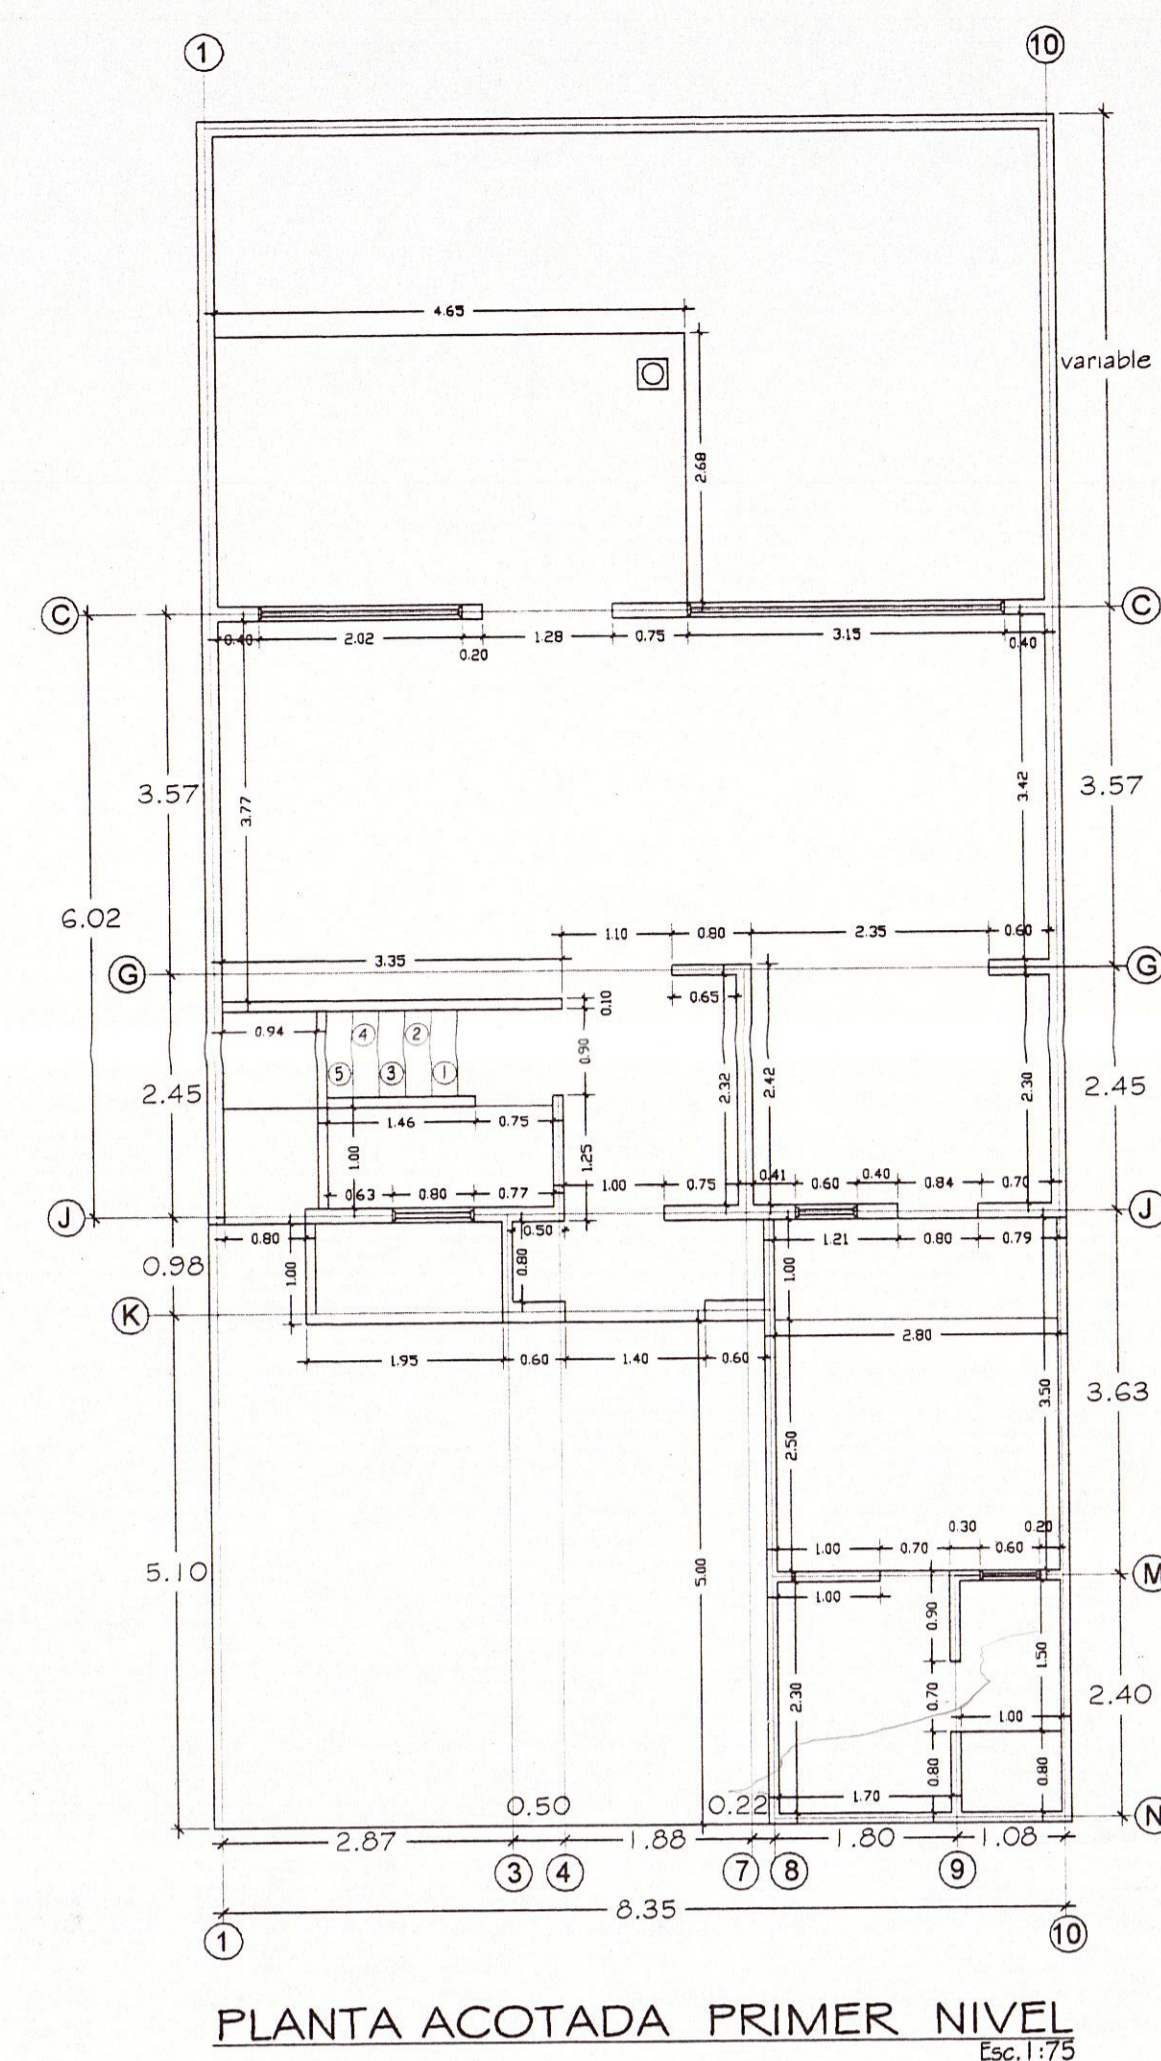 1 10
variable
4.65
2.68
C C
0.40 2.02 0.20 1.28 0.75 3.15 0.40
3.57 3.77 3.42 3.57
6.02
1.10 0.80 2.35 0.60
3.35
G G
0.65
0.10
0.94 4 2
0.90
5 3 1
2.45 2.32 2.42 2.30 2.45
1.46 0.75
1.00 1.25
0.63 0.80 0.77 1.00 0.75 0.41 0.60 0.40 0.84 0.70
J J
0.80 0.50 1.21 0.80 0.79
0.98 1.00 0.80 1.00
K
2.80
1.95 0.60 1.40 0.60
3.50 3.63
2.50
0.30 0.20
1.00 0.70 0.60
5.10 5.00 M
1.00
0.90
1.50
2.30 0.70 2.40
1.00
0.80 0.80
1.70
0.50 0.22 N
2.87 1.88 1.80 1.08
3 4 7 8 9
8.35
1 10
PLANTA ACOTADA PRIMER NIVEL
Esc. 1:75